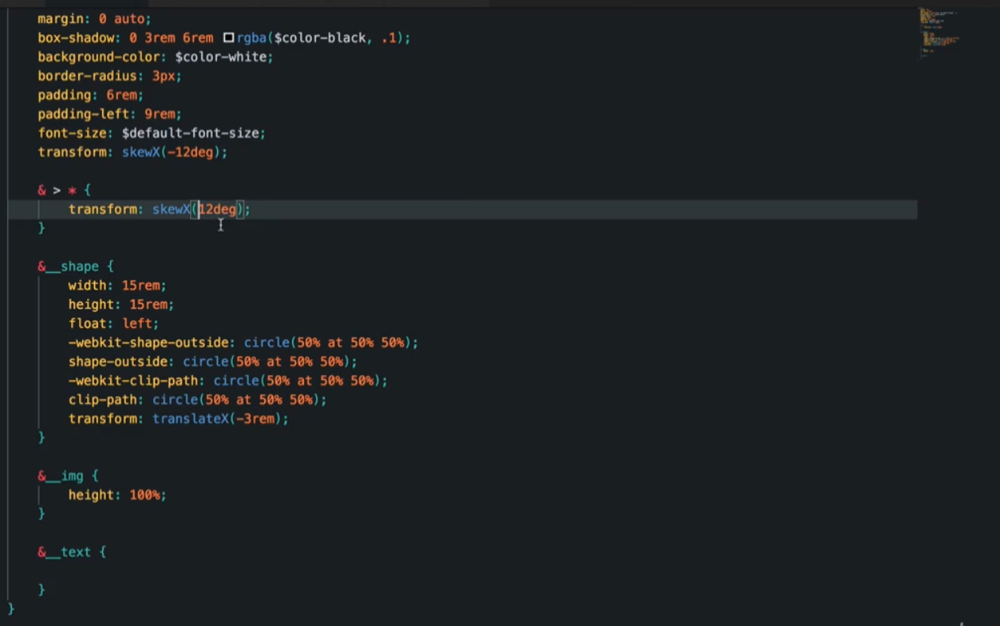 margin: 0 auto;
box-shadow: 0 3rem 6rem rgba($color-black, .1);
background-color: $color-white;
border-radius: 3px;
padding: 6rem;
padding-left: 9rem;
font-size: $default-font-size;
transform: skewX(-12deg);
& > * {
transform: skewX(12deg);
}
&__shape {
width: 15rem;
height: 15rem;
float: left;
-webkit-shape-outside: circle(50% at 50% 50%);
shape-outside: circle(50% at 50% 50%);
-webkit-clip-path: circle(50% at 50% 50%);
clip-path: circle(50% at 50% 50%);
transform: translateX(-3rem);
}
&__img {
height: 100%;
}
&__text {
}
}